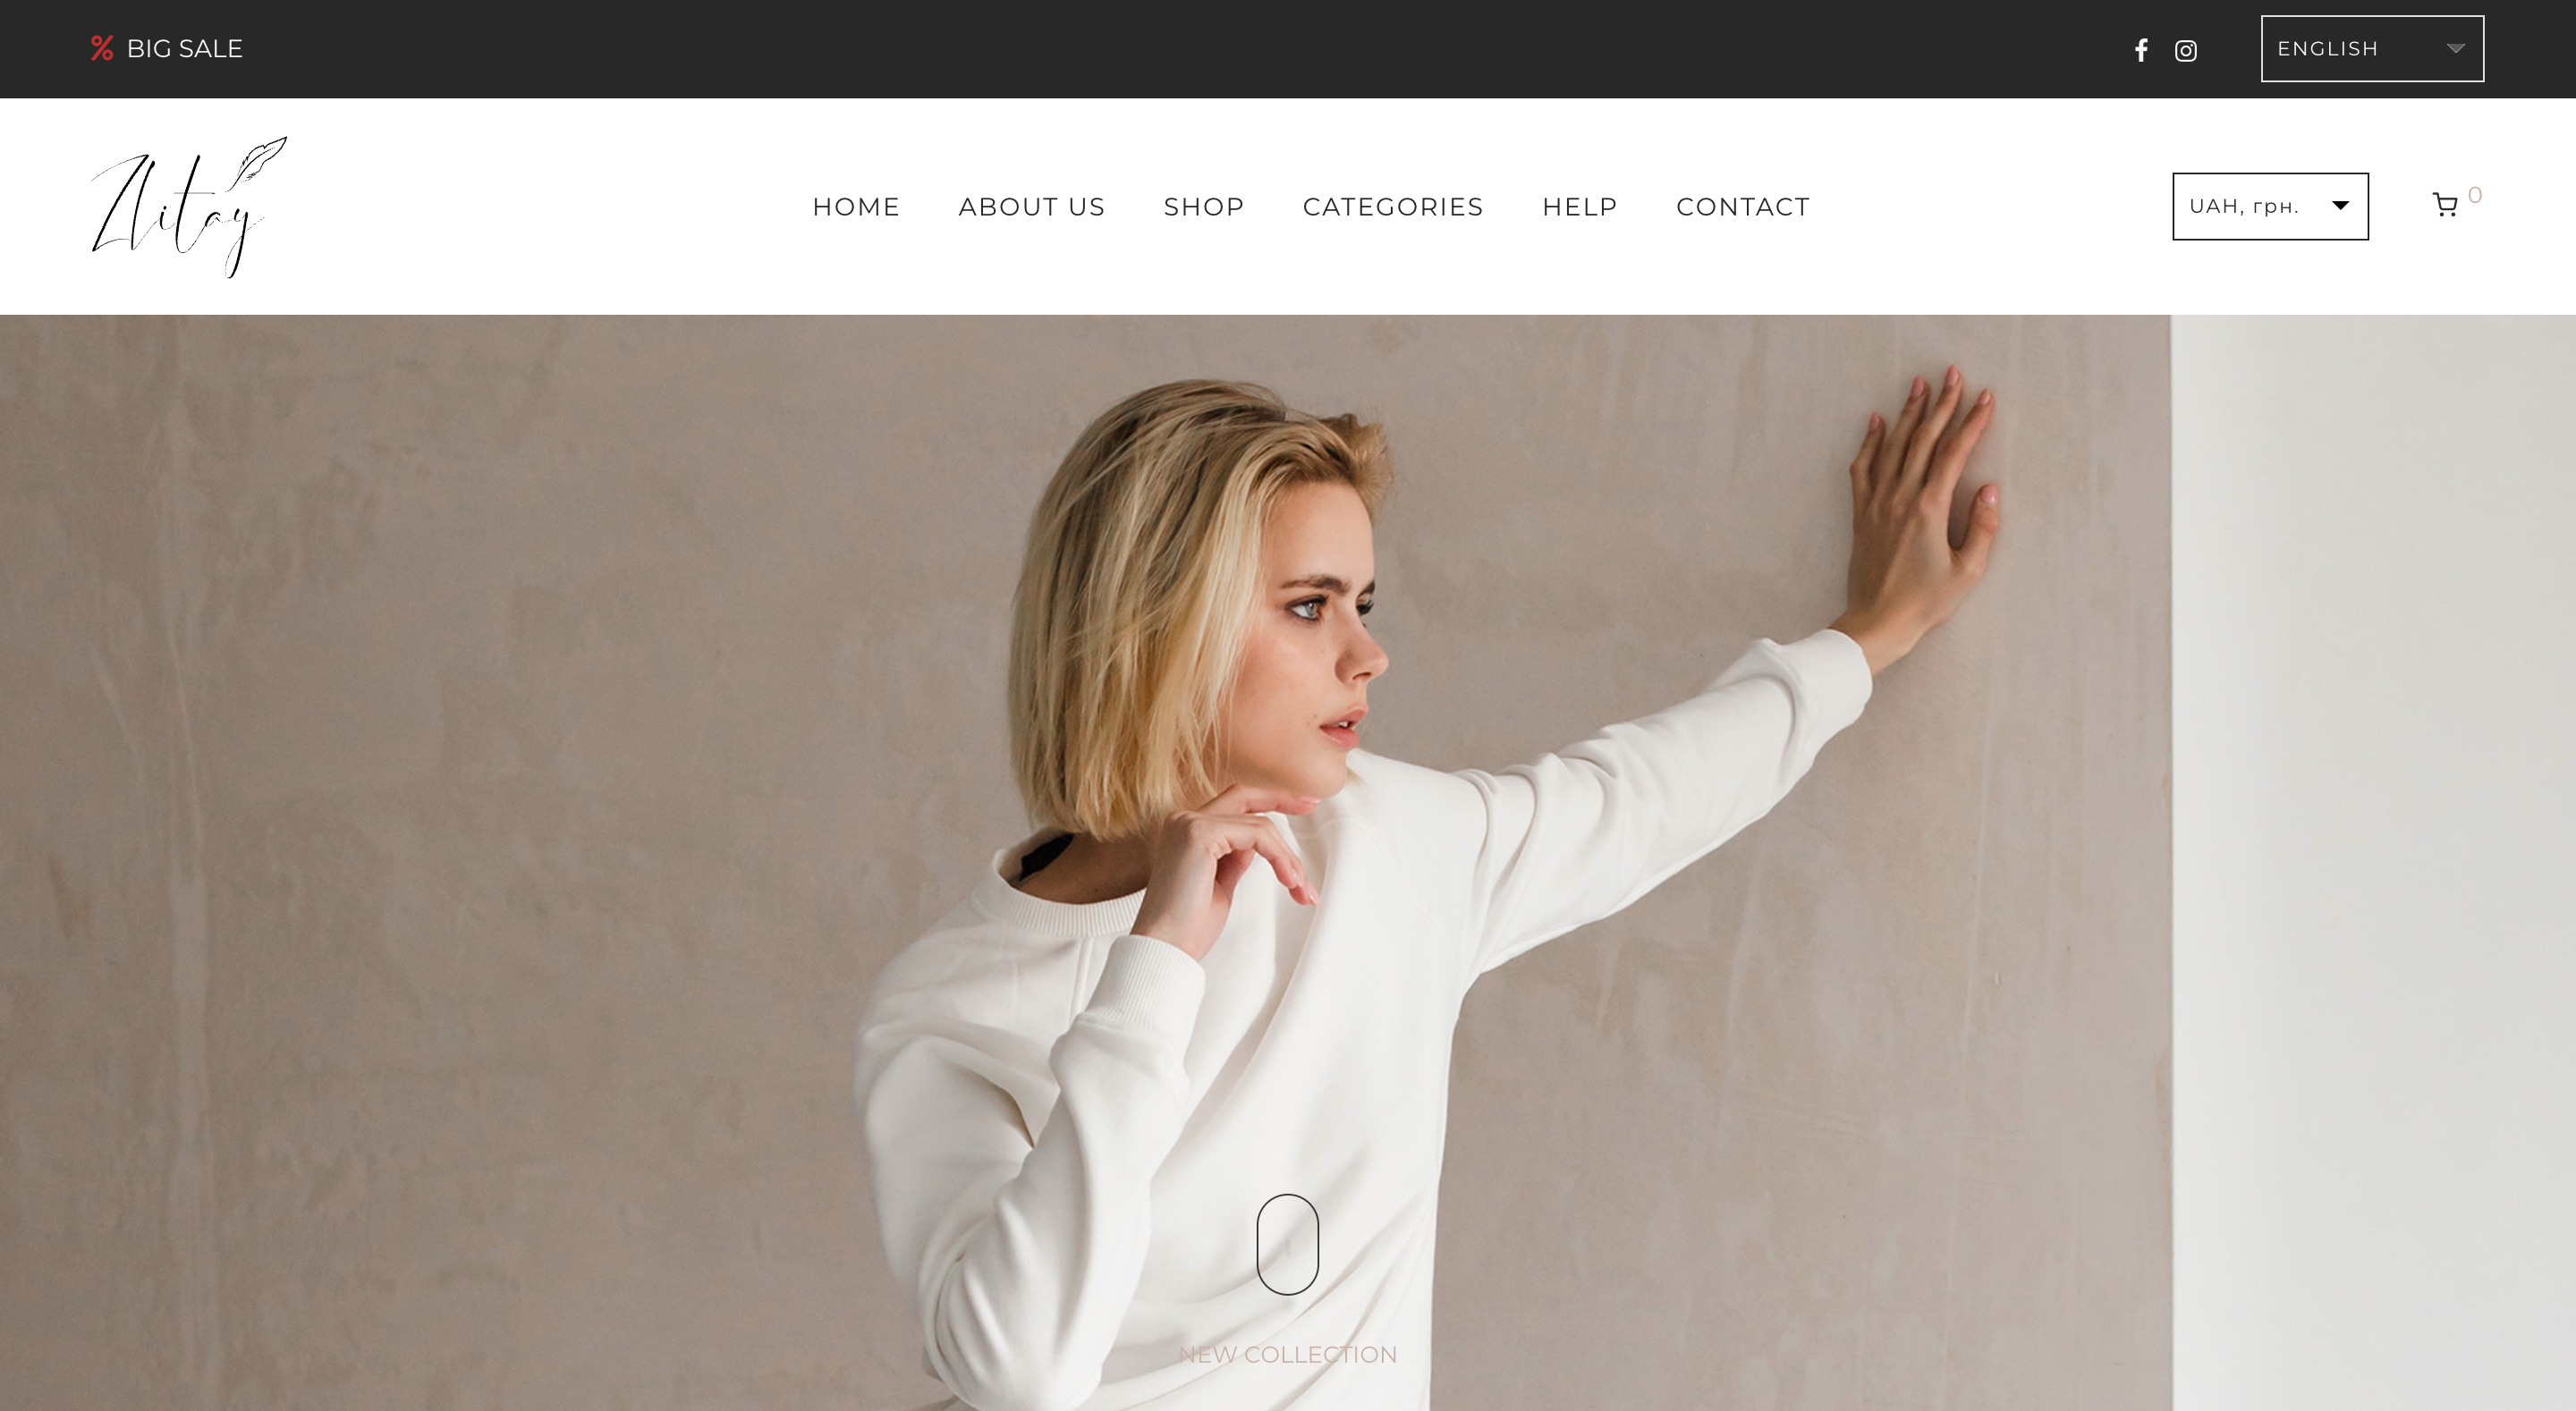 % BIG SALE
ENGLISH
Zlitay
HOME ABOUT US SHOP CATEGORIES HELP CONTACT
UAH, грн.
0
NEW COLLECTION